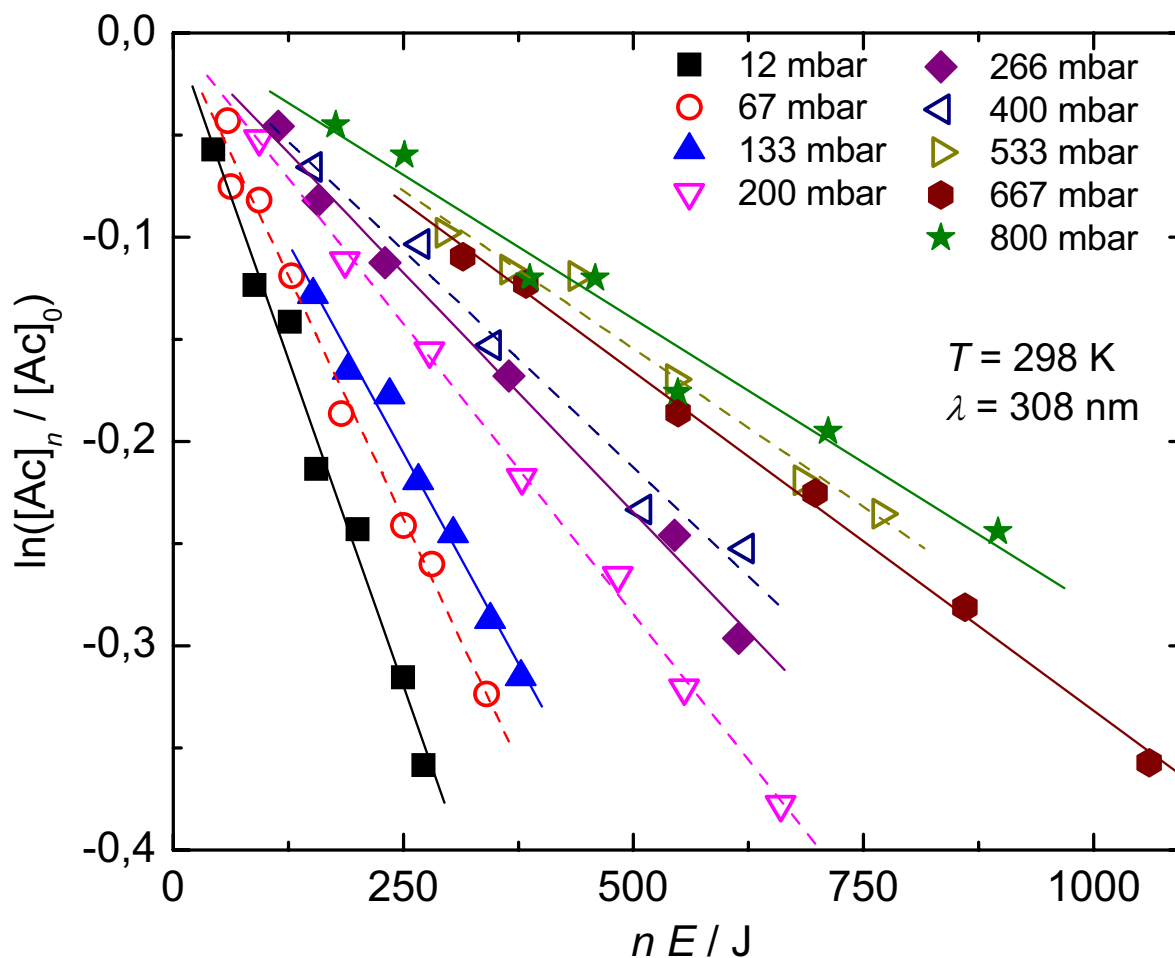 0,0
-0,1
-0,2
-0,3
-0,4
ln([Ac]n / [Ac]0)
12 mbar
67 mbar
133 mbar
200 mbar
266 mbar
400 mbar
533 mbar
667 mbar
800 mbar
T = 298 K
λ = 308 nm
0 250 500 750 1000
n E / J